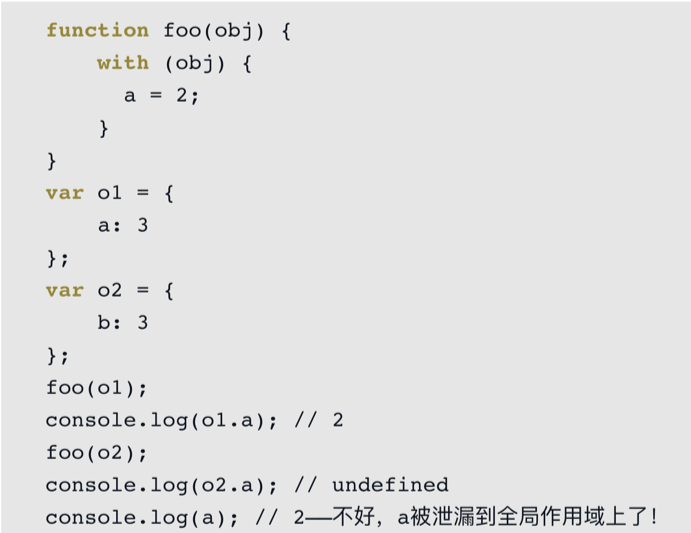 function foo(obj) {
    with (obj) {
      a = 2;
    }
}
var o1 = {
    a: 3
};
var o2 = {
    b: 3
};
foo(o1);
console.log(o1.a); // 2
foo(o2);
console.log(o2.a); // undefined
console.log(a); // 2——不好，a被泄漏到全局作用域上了！